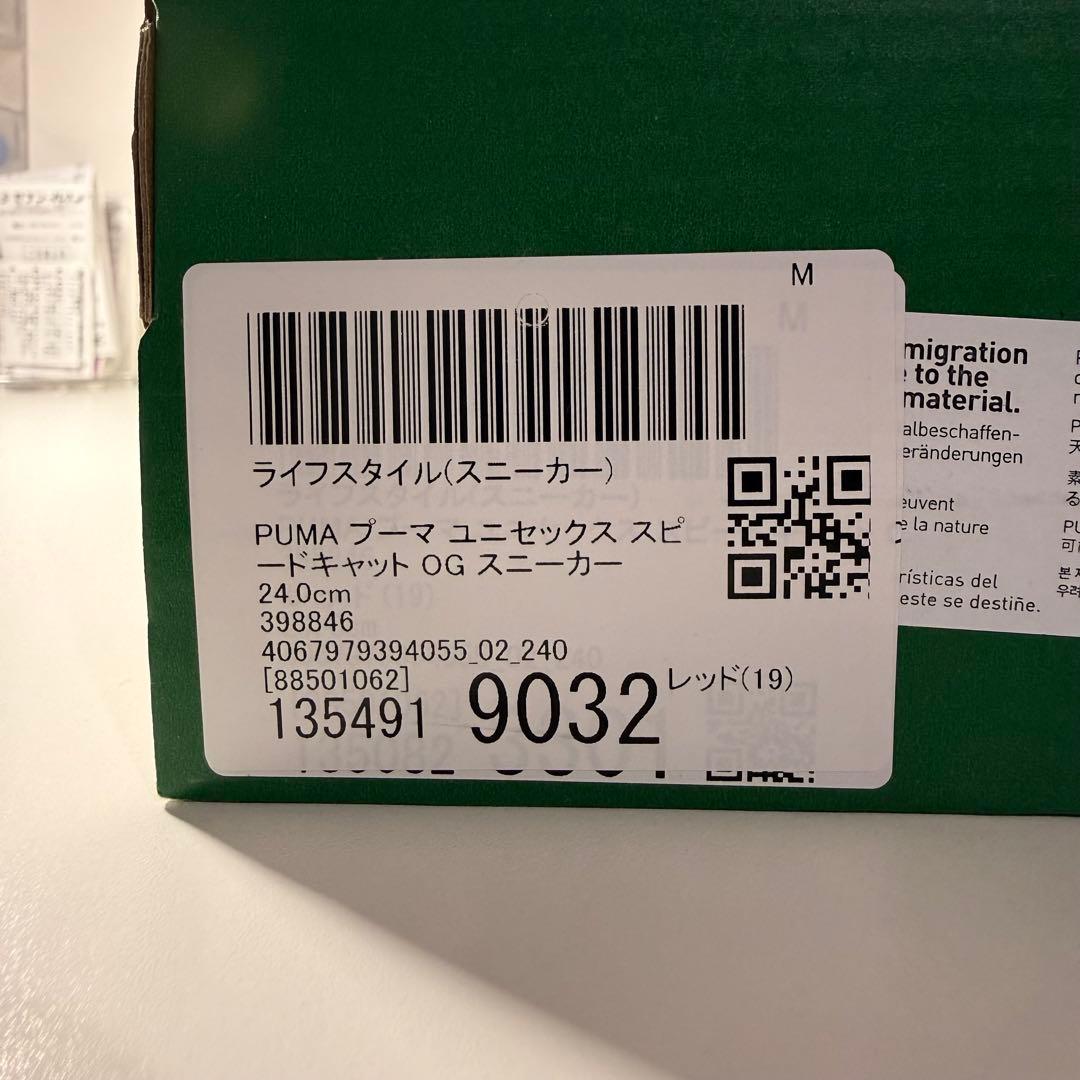 M
ライフスタイル(スニーカー)
PUMA プーマ ユニセックス スピ
ードキャット OG スニーカー
24.0cm
398846
4067979394055_02_240
[88501062]
レッド(19)
135491 9032
migration
to the
material.
albeschaffen-
eränderungen
euvent
e la nature
rísticas del
este se destiñe.